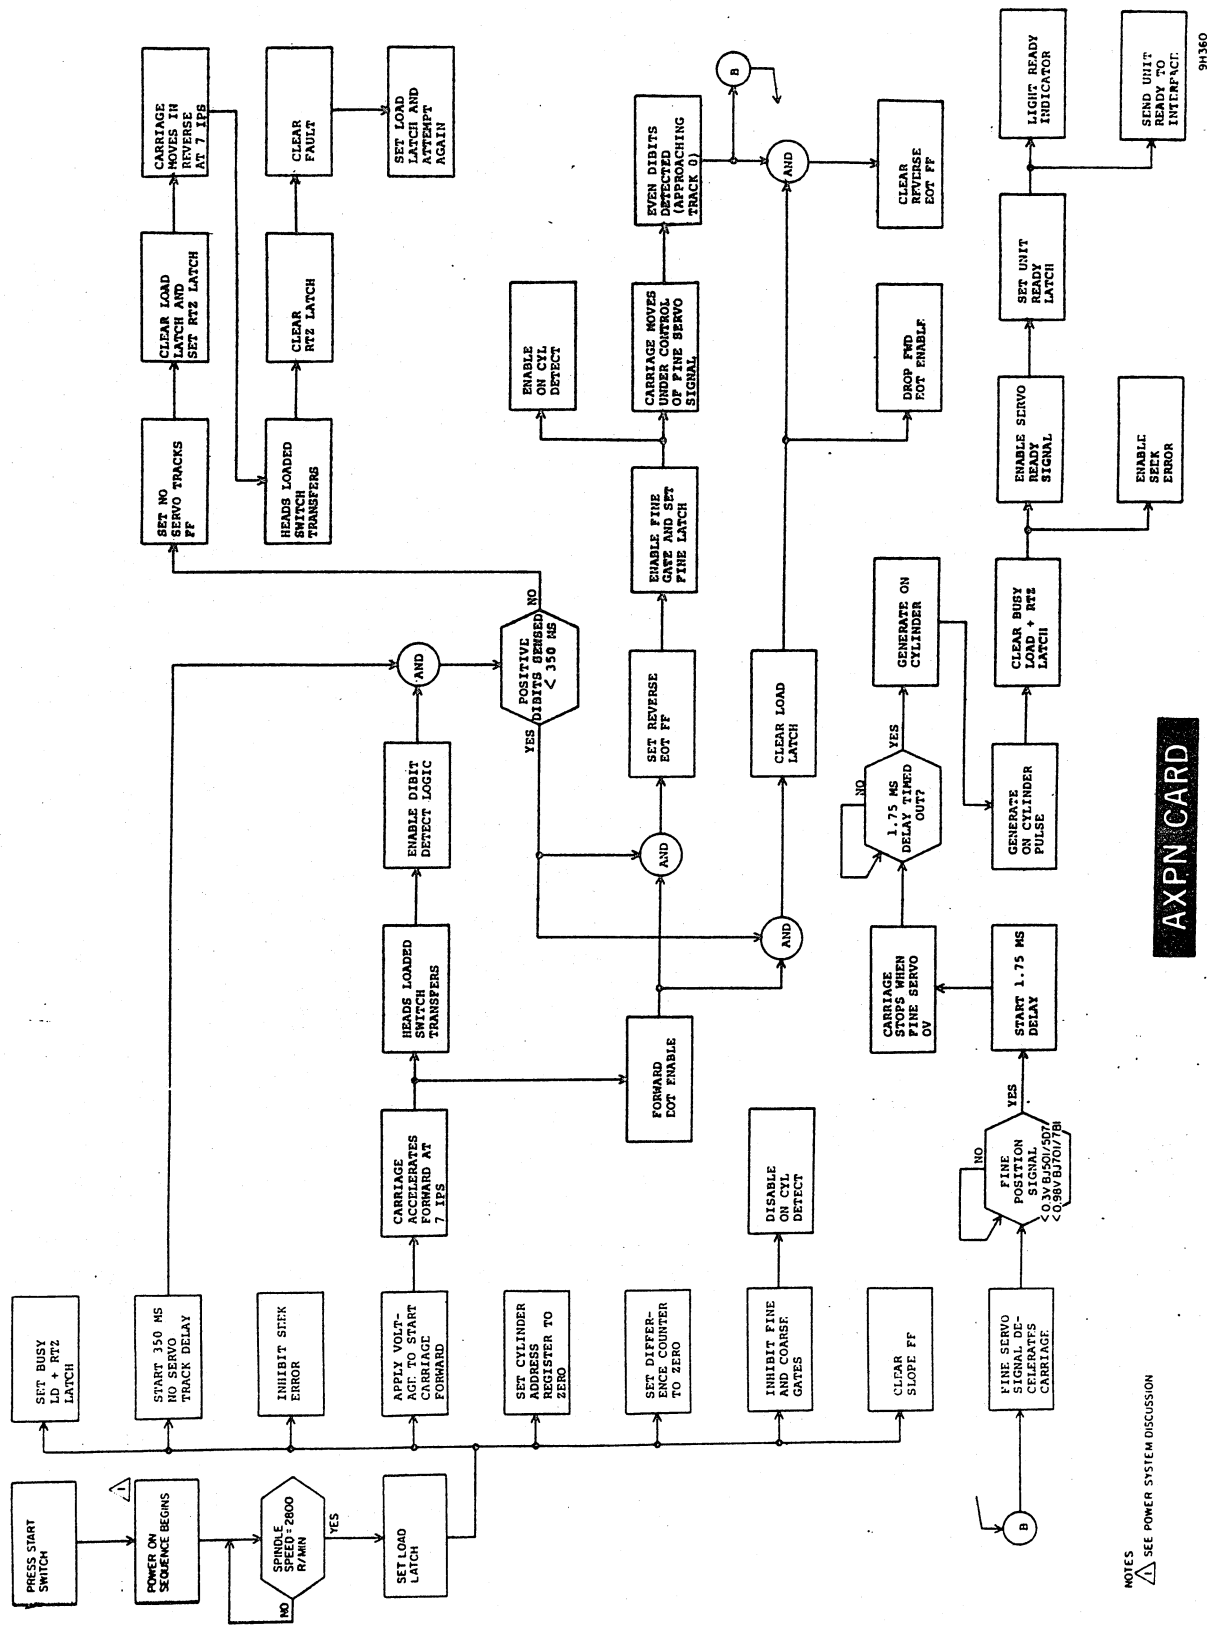 PRESS START
SWITCH
POWER ON
SEQUENCE BEGINS
1
SPINDLE
SPEED = 2800
R/MIN
NO
YES
SET LOAD
LATCH
SET BUSY
LD + RTZ
LATCH
START 350 MS
NO SERVO
TRACK DELAY
INHIBIT SEEK
ERROR
APPLY VOLT-
AGE TO START
CARRIAGE
FORWARD
SET CYLINDER
ADDRESS
REGISTER TO
ZERO
SET DIFFER-
ENCE COUNTER
TO ZERO
INHIBIT FINE
AND COARSE
GATES
CLEAR
SLOPE FF
DISABLE
ON CYL
DETECT
CARRIAGE
ACCELERATES
FORWARD AT
7 IPS
HEADS LOADED
SWITCH
TRANSFERS
ENABLE DIBIT
DETECT LOGIC
AND
POSITIVE
DIBITS SENSED
< 350 MS
NO
YES
SET NO
SERVO TRACKS
FF
CLEAR LOAD
LATCH AND
SET RTZ LATCH
CARRIAGE
MOVES IN
REVERSE
AT 7 IPS
HEADS LOADED
SWITCH
TRANSFERS
CLEAR
RTZ LATCH
CLEAR
FAULT
SET LOAD
LATCH AND
ATTEMPT
AGAIN
FORWARD
EOT ENABLE
AND
SET REVERSE
EOT FF
ENABLE FINE
GATE AND SET
FINE LATCH
ENABLE
ON CYL
DETECT
CARRIAGE MOVES
UNDER CONTROL
OF FINE SERVO
SIGNAL
EVEN DIBITS
DETECTED
(APPROACHING
TRACK 0)
B
AND
CLEAR LOAD
LATCH
DROP FWD
EOT ENABLE
AND
CLEAR
REVERSE
EOT FF
B
FINE SERVO
SIGNAL DE-
CELERATES
CARRIAGE
FINE
POSITION
SIGNAL
<0.3V BJ501/5D7
<0.98V BJ701/7B1
NO
YES
START 1.75 MS
DELAY
CARRIAGE
STOPS WHEN
FINE SERVO
0V
1.75 MS
DELAY TIMED
OUT?
NO
YES
GENERATE ON
CYLINDER
GENERATE
ON CYLINDER
PULSE
CLEAR BUSY
LOAD + RTZ
LATCH
ENABLE SERVO
READY
SIGNAL
ENABLE
SEEK
ERROR
SET UNIT
READY
LATCH
LIGHT READY
INDICATOR
SEND UNIT
READY TO
INTERFACE
NOTES
1 SEE POWER SYSTEM DISCUSSION
AXPN CARD
9H360